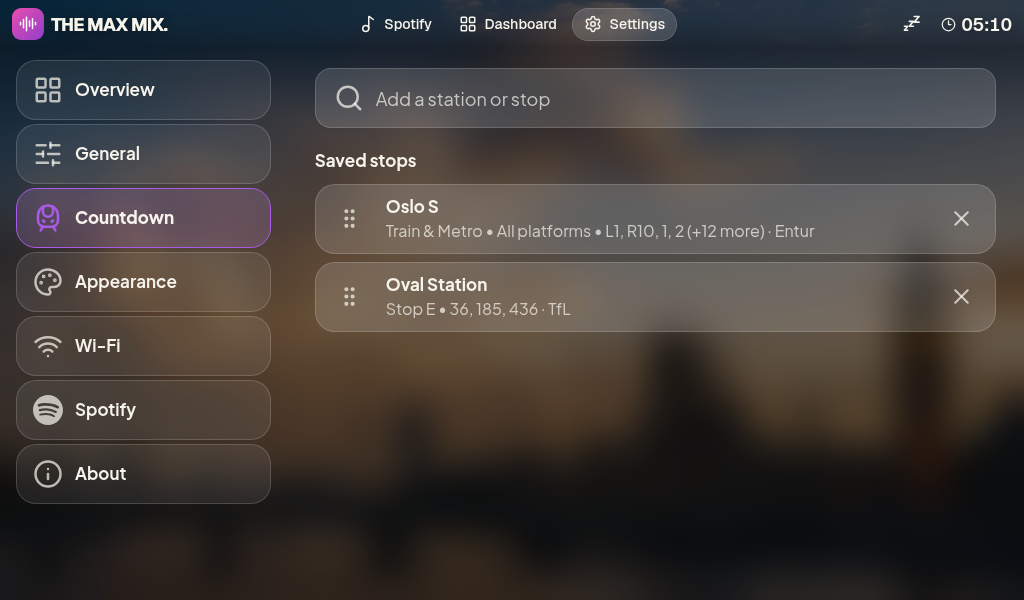 THE MAX MIX.
Spotify
Dashboard
Settings
05:10
Overview
General
Countdown
Appearance
Wi-Fi
Spotify
About
Add a station or stop
Saved stops
Oslo S
Train & Metro • All platforms • L1, R10, 1, 2 (+12 more) · Entur
Oval Station
Stop E • 36, 185, 436 · TfL